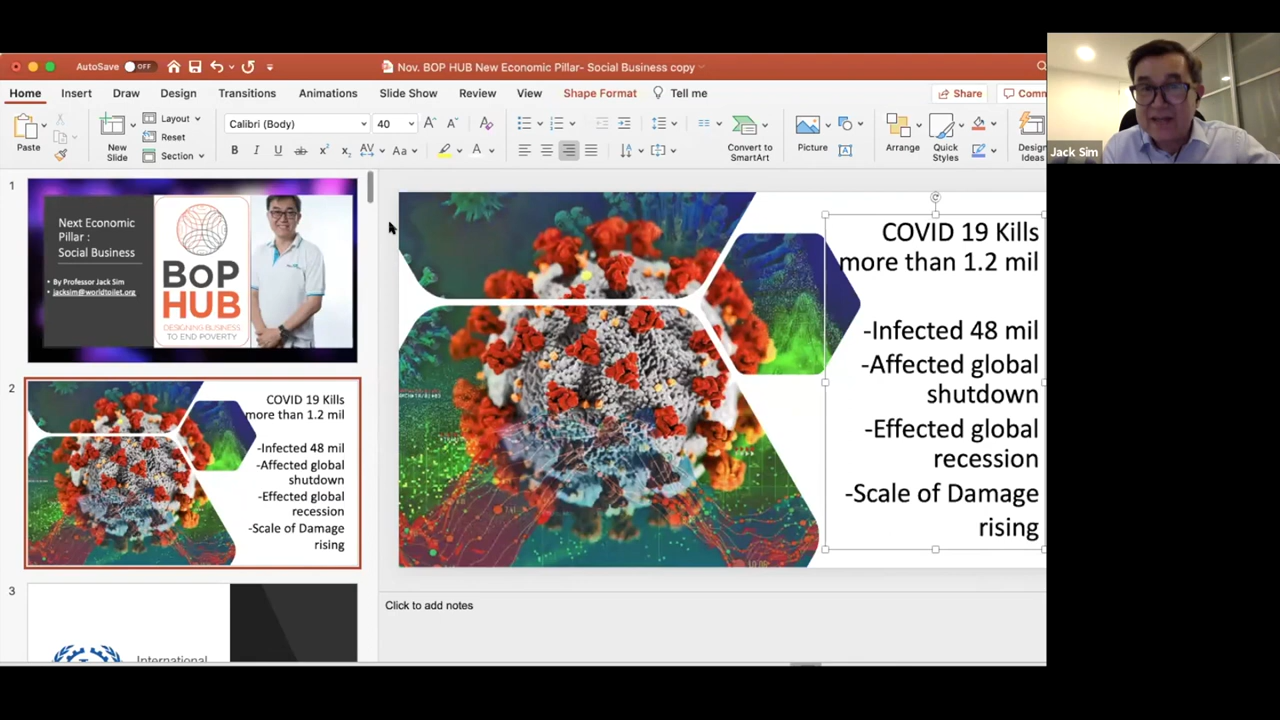 AutoSave
OFF
Nov. BOP HUB New Economic Pillar- Social Business copy
Home
Insert
Draw
Design
Transitions
Animations
Slide Show
Review
View
Shape Format
Tell me
Share
Comm
Paste
New
Slide
Layout
Reset
Section
Calibri (Body)
40
Convert to
SmartArt
Picture
Arrange
Quick
Styles
Design
Ideas
Jack Sim
1
Next Economic
Pillar :
Social Business
• By Professor Jack Sim
• jacksim@worldtoilet.org
BoP
HUB
DESIGNING BUSINESS
TO END POVERTY
2
COVID 19 Kills
more than 1.2 mil
-Infected 48 mil
-Affected global
shutdown
-Effected global
recession
-Scale of Damage
rising
3
International
COVID 19 Kills
more than 1.2 mil
-Infected 48 mil
-Affected global
shutdown
-Effected global
recession
-Scale of Damage
rising
Click to add notes